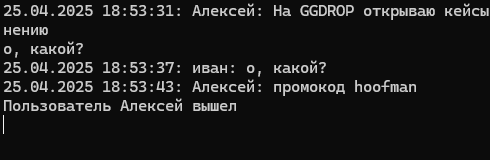 25.04.2025 18:53:31: Алексей: На GGDROP открываю кейсы
нению
о, какой?
25.04.2025 18:53:37: иван: о, какой?
25.04.2025 18:53:43: Алексей: промокод hoofman
Пользователь Алексей вышел